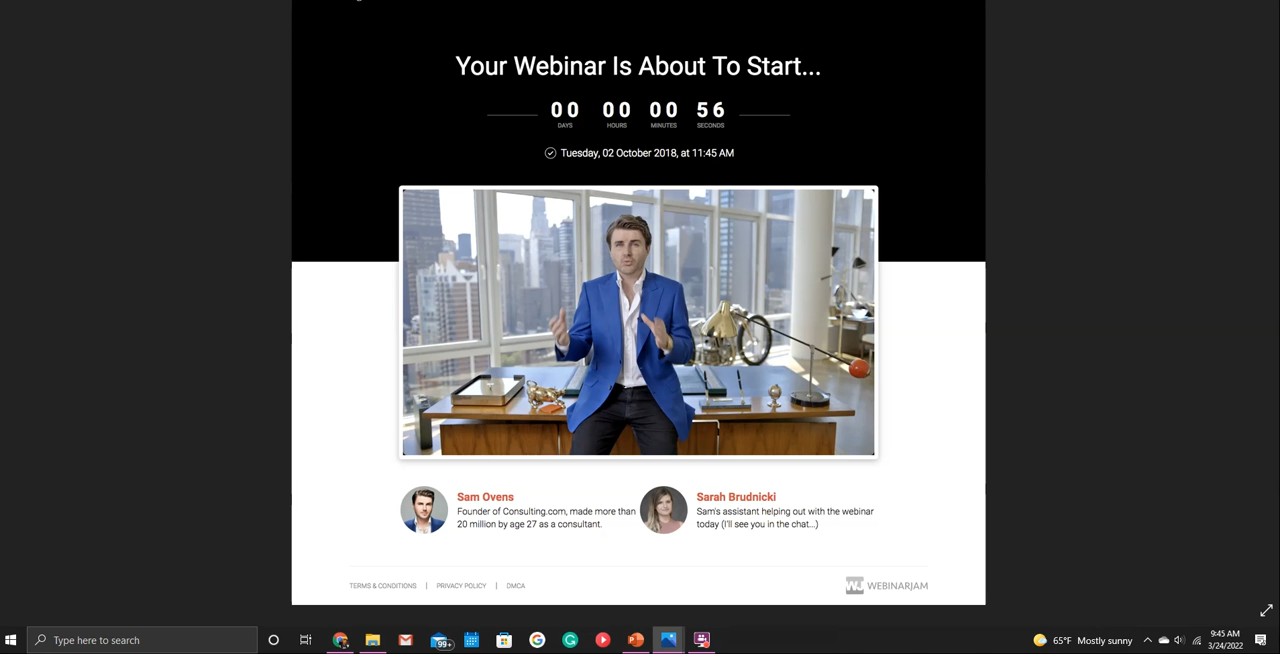 Your Webinar Is About To Start...
00 00 00 56
DAYS HOURS MINUTES SECONDS
Tuesday, 02 October 2018, at 11:45 AM
Sam Ovens
Founder of Consulting.com, made more than
20 million by age 27 as a consultant.
Sarah Brudnicki
Sam's assistant helping out with the webinar
today (I'll see you in the chat...)
TERMS & CONDITIONS | PRIVACY POLICY | DMCA
WJ WEBINARJAM
Type here to search
99+
65°F Mostly sunny
9:45 AM
3/24/2022